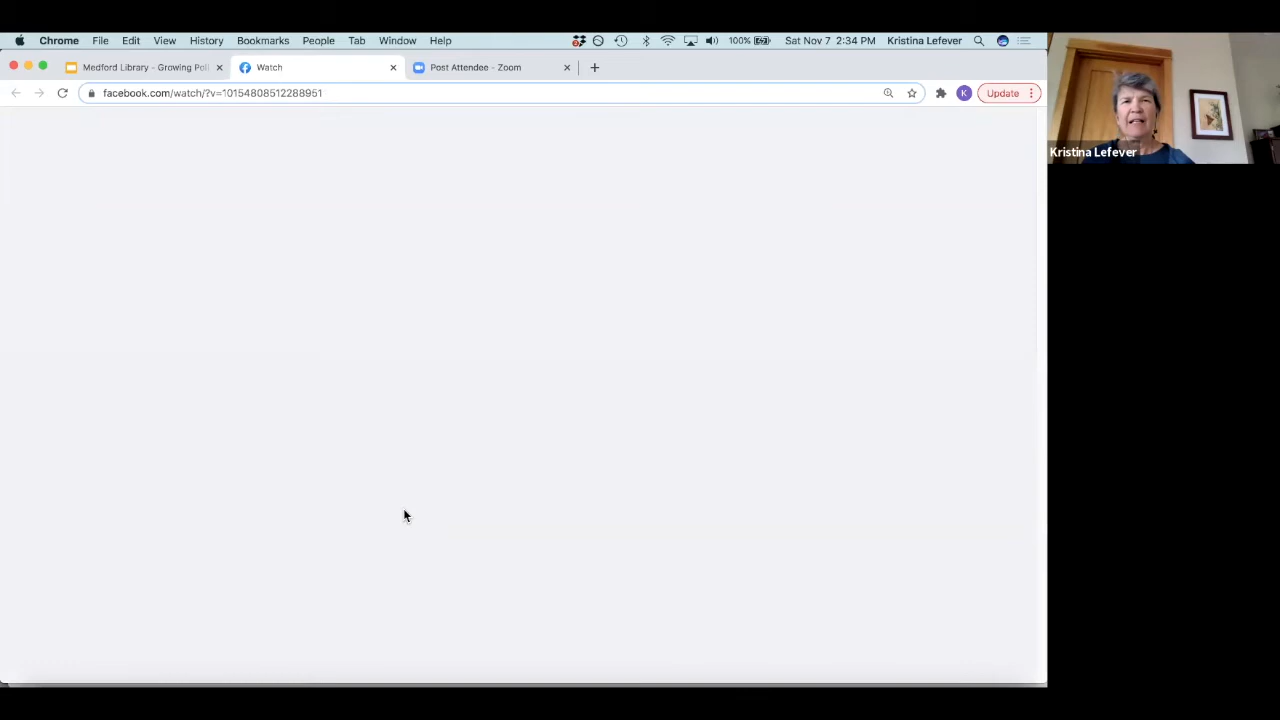 Chrome File Edit View History Bookmarks People Tab Window Help 100% Sat Nov 7 2:34 PM Kristina Lefever
Medford Library - Growing Poll Watch Post Attendee - Zoom
facebook.com/watch/?v=10154808512288951 K Update
Kristina Lefever